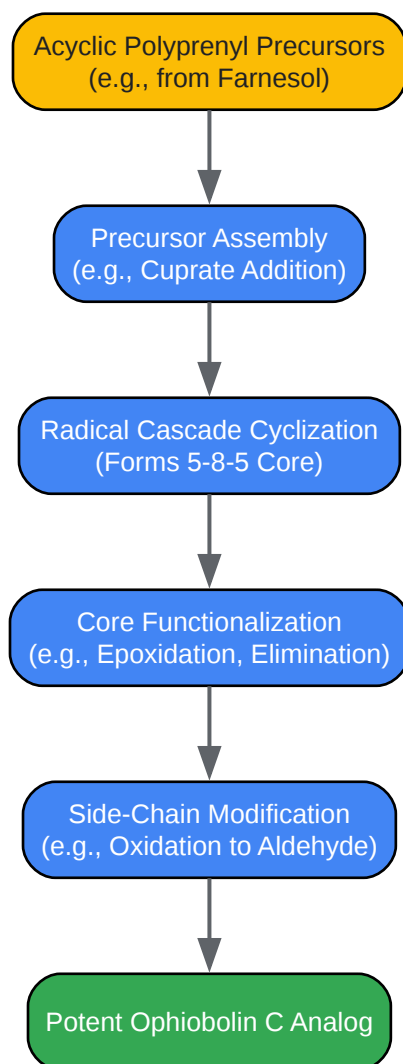 Acyclic Polyprenyl Precursors
(e.g., from Farnesol)
Precursor Assembly
(e.g., Cuprate Addition)
Radical Cascade Cyclization
(Forms 5-8-5 Core)
Core Functionalization
(e.g., Epoxidation, Elimination)
Side-Chain Modification
(e.g., Oxidation to Aldehyde)
Potent Ophiobolin C Analog